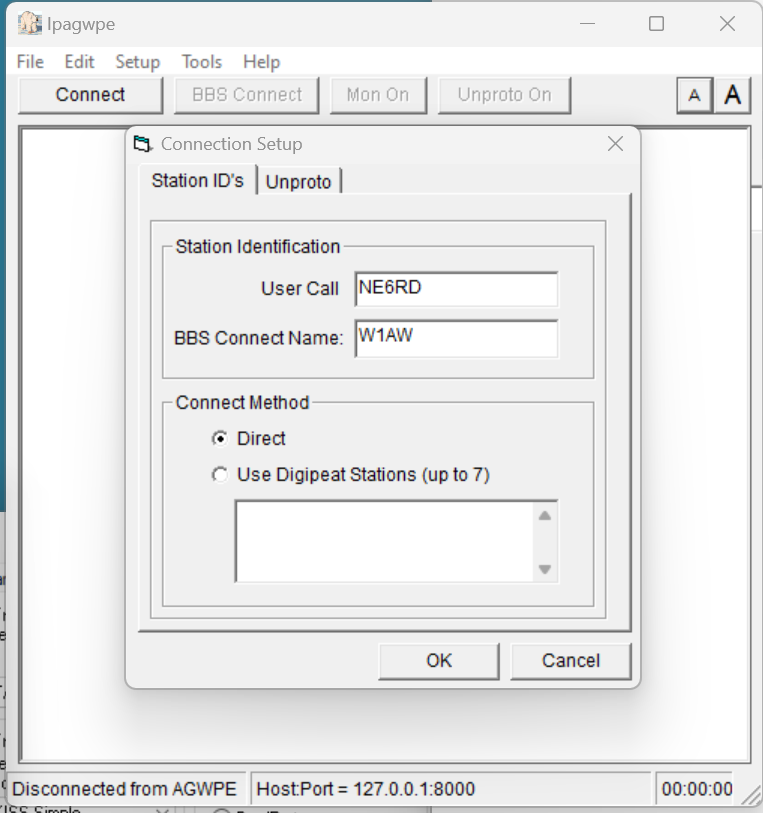 Ipagwpe
File Edit Setup Tools Help
Connect BBS Connect Mon On Unproto On A A
Connection Setup
Station ID's Unproto
Station Identification
User Call NE6RD
BBS Connect Name: W1AW
Connect Method
Direct
Use Digipeat Stations (up to 7)
OK Cancel
Disconnected from AGWPE Host:Port = 127.0.0.1:8000 00:00:00